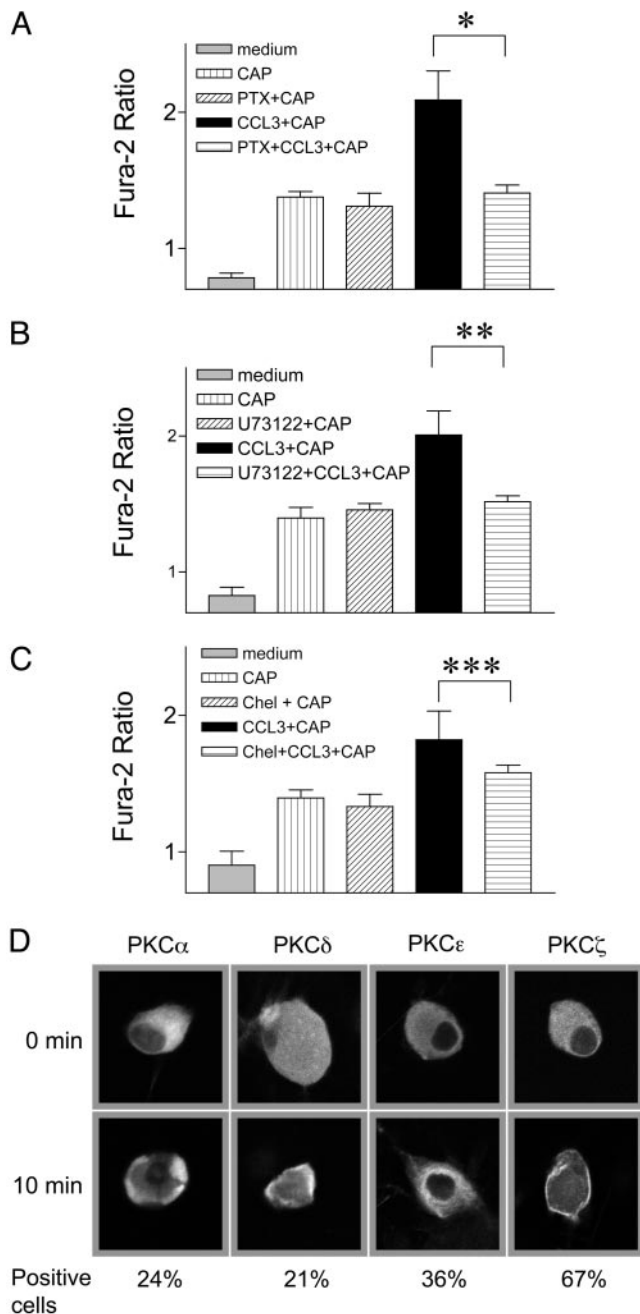 A
Fura-2 Ratio
2
1
medium
CAP
PTX+CAP
CCL3+CAP
PTX+CCL3+CAP
*
B
Fura-2 Ratio
2
1
medium
CAP
U73122+CAP
CCL3+CAP
U73122+CCL3+CAP
**
C
Fura-2 Ratio
2
1
medium
CAP
Chel + CAP
CCL3+CAP
Chel+CCL3+CAP
***
D
PKCα PKCδ PKCε PKCζ
0 min
10 min
Positive cells 24% 21% 36% 67%